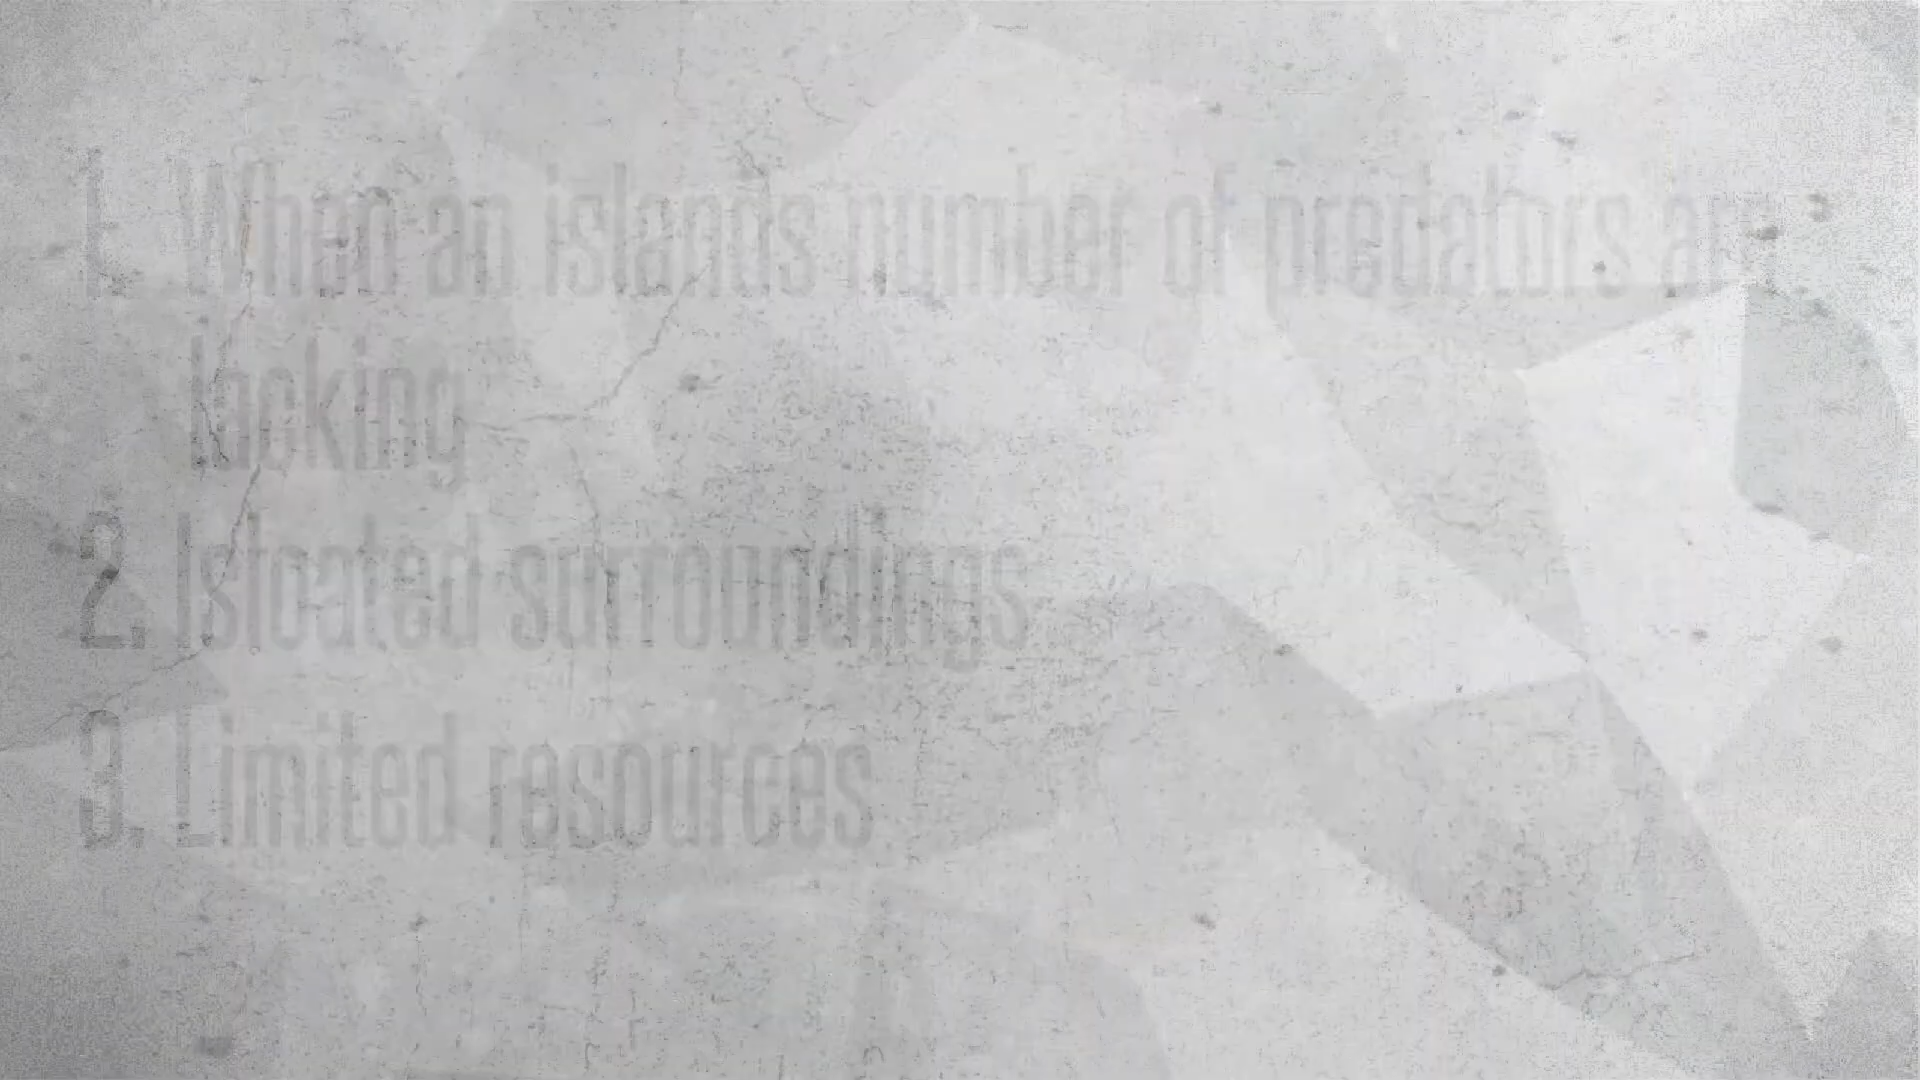 1. When an islands number of predators are
lacking
2. Isloated surroundings
3. Limited resources